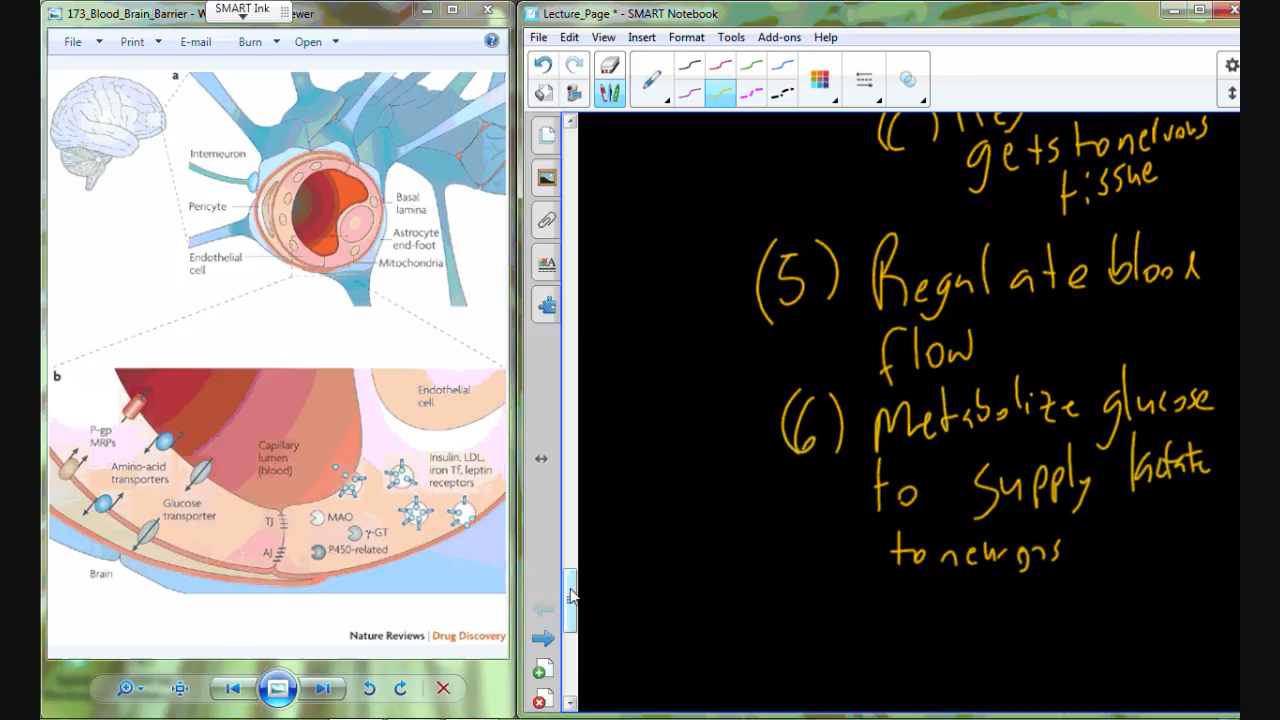 173_Blood_Brain_Barrier - W
SMART Ink
ewer
File Print E-mail Burn Open
a
Interneuron
Pericyte
Endothelial
cell
Basal
lamina
Astrocyte
end-foot
Mitochondria
b
P-gp
MRPs
Amino-acid
transporters
Glucose
transporter
Capillary
lumen
(blood)
Endothelial
cell
Insulin, LDL,
iron Tf, leptin
receptors
TJ
MAO
γ-GT
AJ
P450-related
Brain
Nature Reviews | Drug Discovery
Lecture_Page * - SMART Notebook
File Edit View Insert Format Tools Add-ons Help
gets to nervous
tissue
(5) Regulate blood
flow
(6) Metabolize glucose
to supply lactate
to neurons